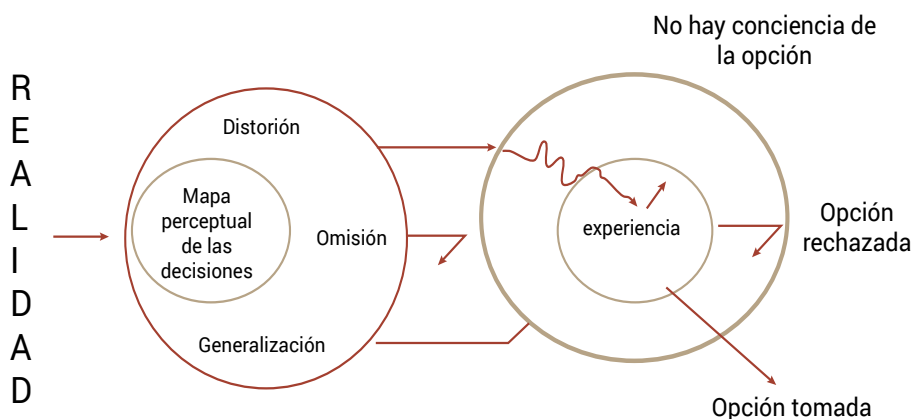 REALIDAD
Distorión
Mapa
perceptual
de las
decisiones
Omisión
Generalización
No hay conciencia de
la opción
experiencia
Opción
rechazada
Opción tomada